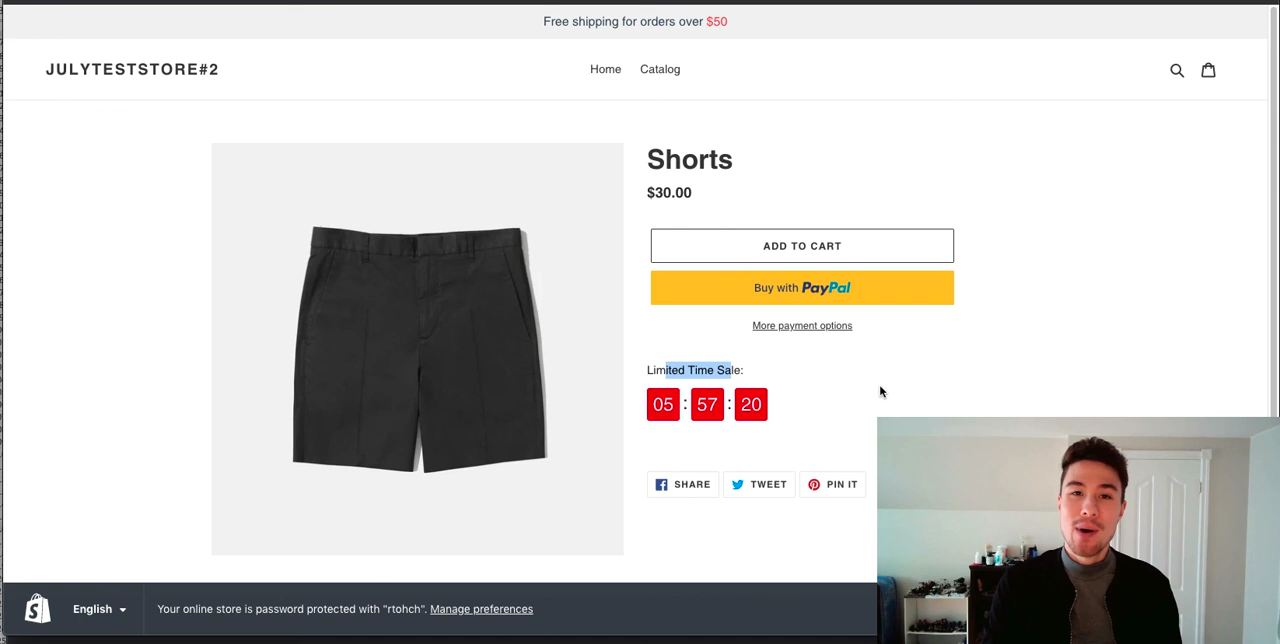 Free shipping for orders over $50
JULYTESTSTORE#2
Home Catalog
Shorts
$30.00
ADD TO CART
Buy with PayPal
More payment options
Limited Time Sale:
05 : 57 : 20
SHARE TWEET PIN IT
English Your online store is password protected with "rtohch". Manage preferences